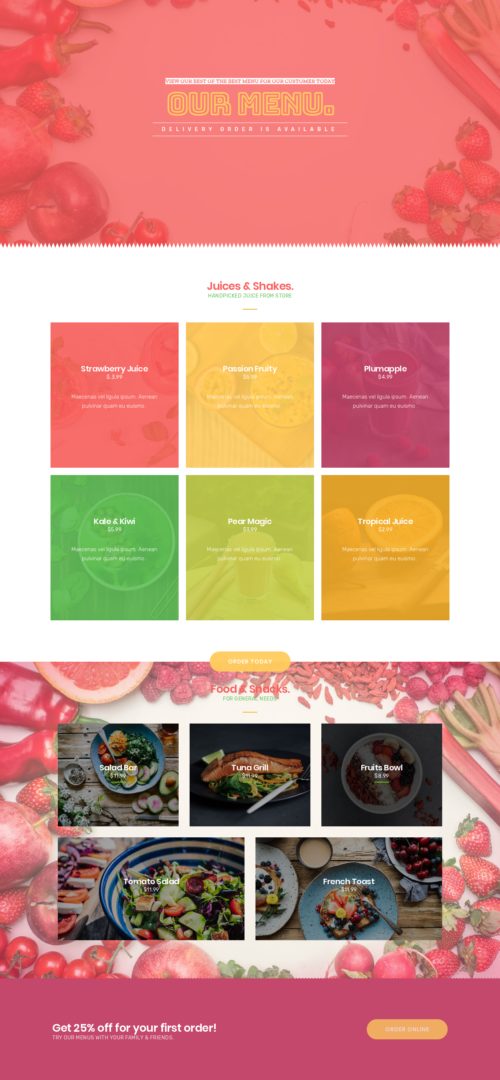 VIEW OUR BEST OF THE BEST MENU FOR OUR CUSTOMER TODAY
OUR MENU.
DELIVERY ORDER IS AVAILABLE
Juices & Shakes.
HANDPICKED JUICE FROM STORE
Strawberry Juice
$.3,99
Maecenas vel ligula ipsum. Aenean
pulvinar quam eu euismo.
Passion Fruity
$6.99
Maecenas vel ligula ipsum. Aenean
pulvinar quam eu euismo.
Plumapple
$4.99
Maecenas vel ligula ipsum. Aenean
pulvinar quam eu euismo.
Kale & Kiwi
$5.99
Maecenas vel ligula ipsum. Aenean
pulvinar quam eu euismo.
Pear Magic
$3,99
Maecenas vel ligula ipsum. Aenean
pulvinar quam eu euismo.
Tropical Juice
$2.99
Maecenas vel ligula ipsum. Aenean
pulvinar quam eu euismo.
ORDER TODAY
Food & Snacks.
FOR GENERAL NEEDS
Salad Bar
$11,99
Tuna Grill
$11,99
Fruits Bowl
$8.99
Tomato Salad
$11,99
French Toast
$11,99
Get 25% off for your first order!
TRY OUR MENUS WITH YOUR FAMILY & FRIENDS.
ORDER ONLINE